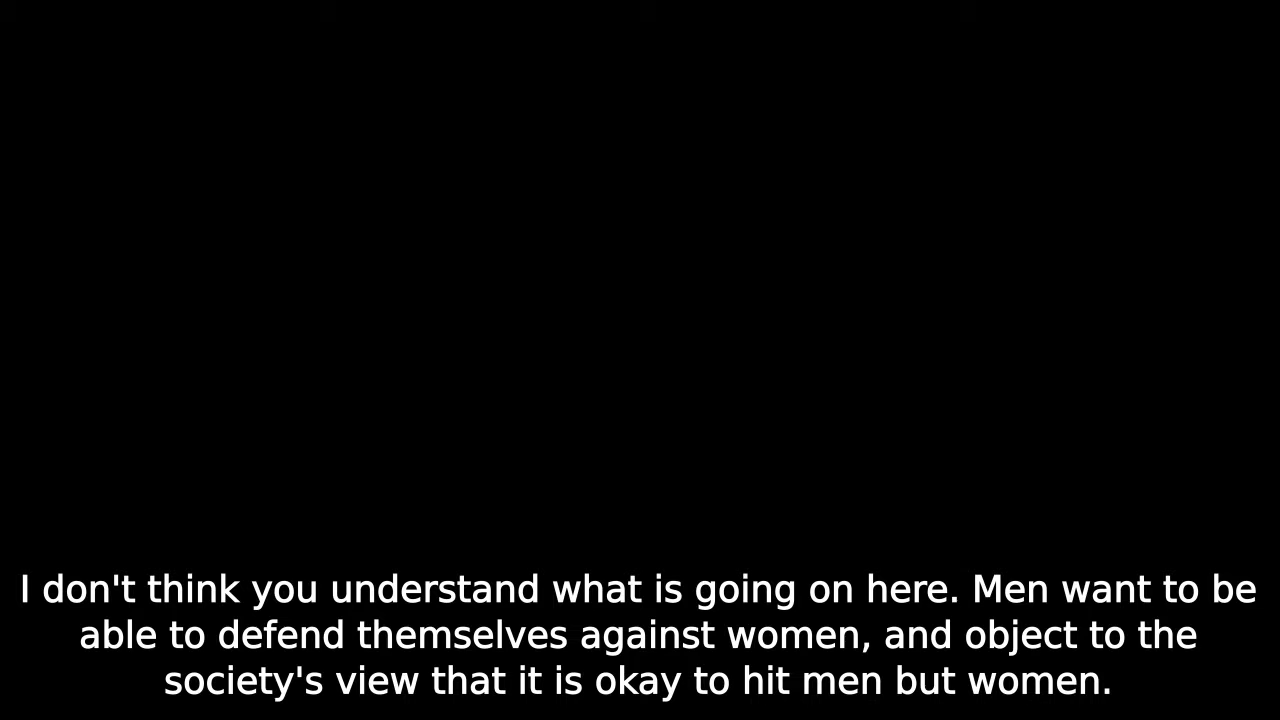 I don't think you understand what is going on here. Men want to be
able to defend themselves against women, and object to the
society's view that it is okay to hit men but women.